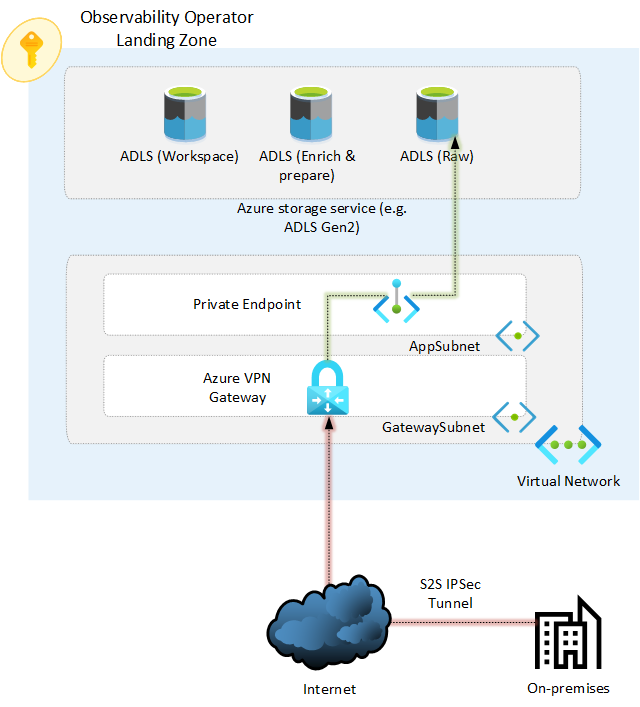 Observability Operator
Landing Zone
ADLS (Workspace)
ADLS (Enrich &
prepare)
ADLS (Raw)
Azure storage service (e.g.
ADLS Gen2)
Private Endpoint
AppSubnet
Azure VPN
Gateway
GatewaySubnet
Virtual Network
S2S IPSec
Tunnel
Internet
On-premises